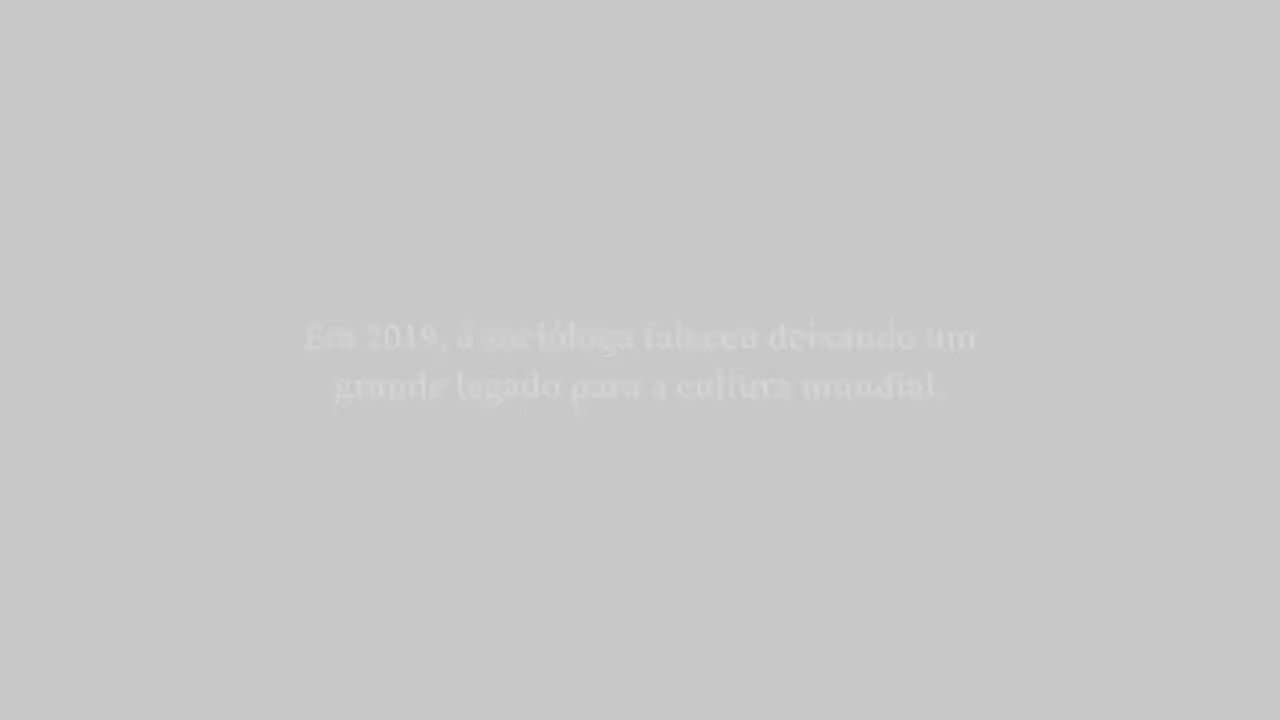 Em 2019, a socióloga faleceu deixando um
grande legado para a cultura mundial.